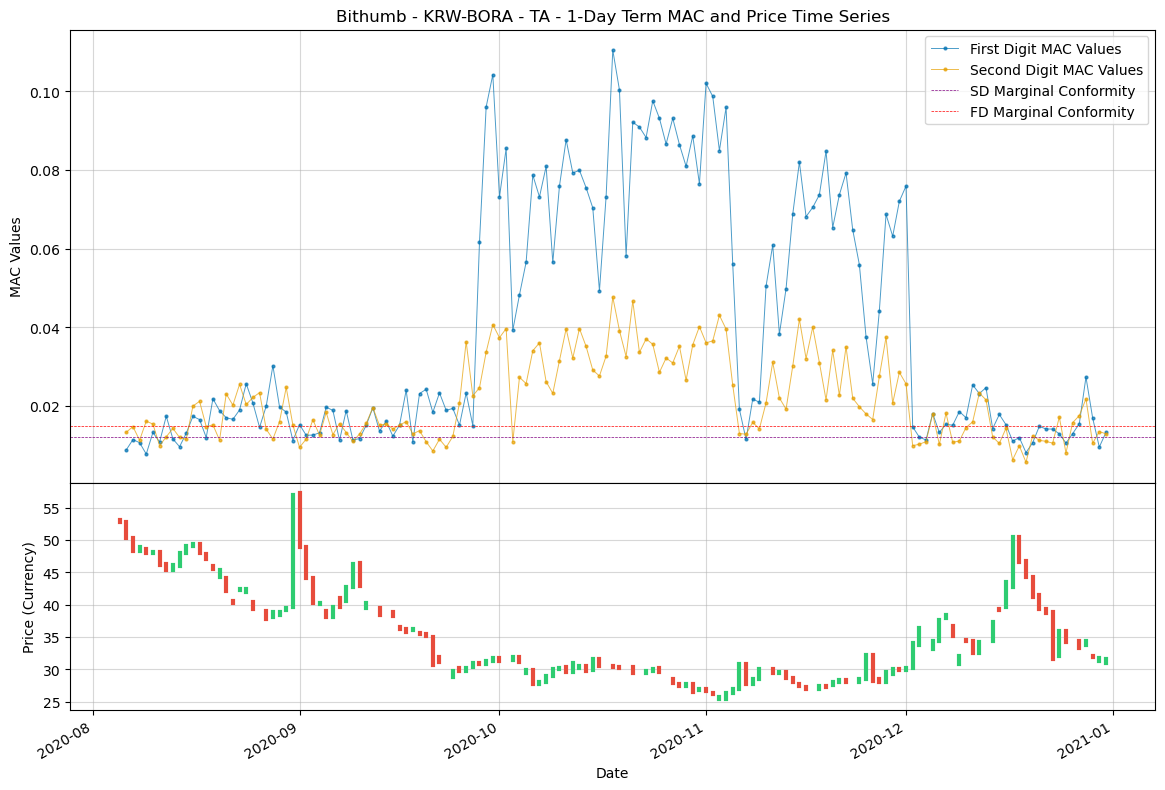 Bithumb - KRW-BORA - TA - 1-Day Term MAC and Price Time Series
First Digit MAC Values
Second Digit MAC Values
SD Marginal Conformity
FD Marginal Conformity
MAC Values
0.10
0.08
0.06
0.04
0.02
Price (Currency)
55
50
45
40
35
30
25
2020-08
2020-09
2020-10
2020-11
2020-12
2021-01
Date